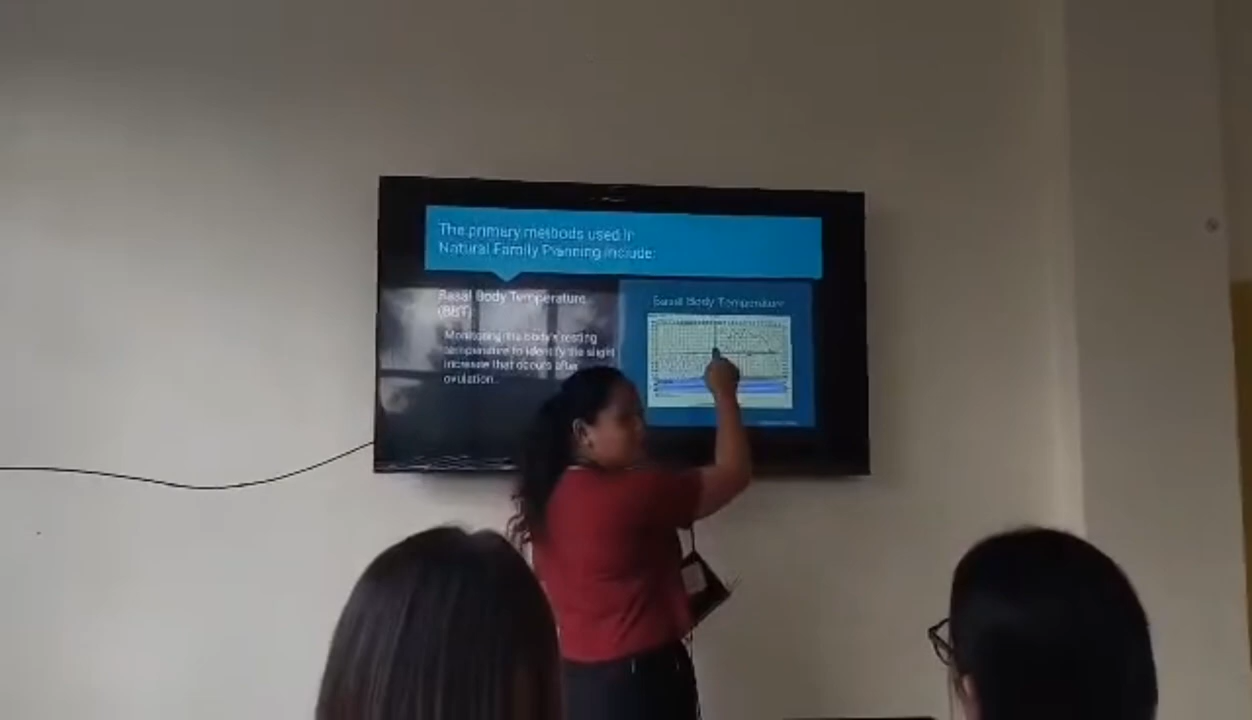 The primary methods used in
Natural Family Planning include:
Basal Body Temperature
(BBT):
Monitoring the body's resting
temperature to identify the slight
increase that occurs after
ovulation.
Basal Body Temperature